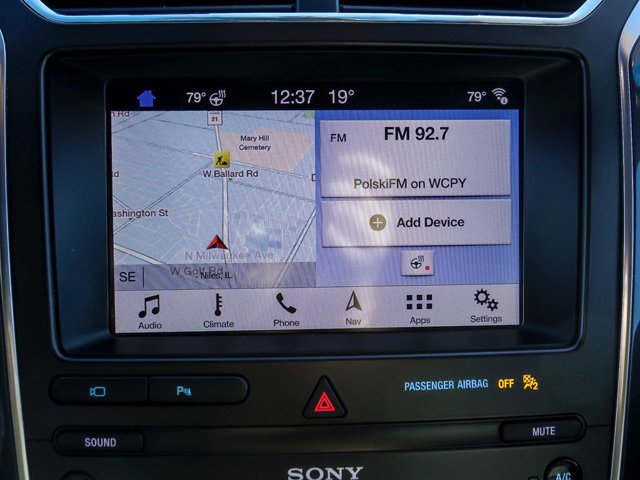 79° 12:37 19° 79°
h Rd
21
Mary Hill
Cemetery
W Ballard Rd
ashington St
N Milwaukee Ave
W Golf Rd
SE Niles, IL
FM FM 92.7
PolskiFM on WCPY
Add Device
Audio Climate Phone Nav Apps Settings
P
PASSENGER AIRBAG OFF 2
SOUND
MUTE
SONY
A/C